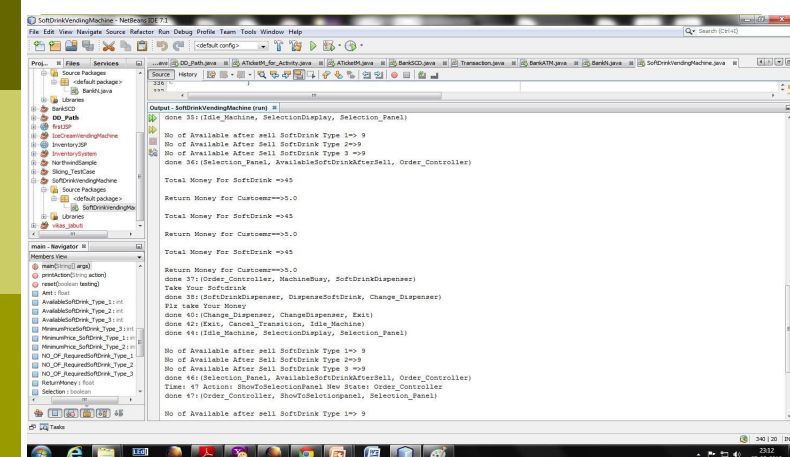 SoftDrinkVendingMachine - NetBeans IDE 7.1
File Edit View Navigate Source Refactor Run Debug Profile Team Tools Window Help
Search (Ctrl+I)
<default config>
Proj... Files Services
...ave DD_Path.java ATicketM_for_Activity.java ATicketM.java BankSCD.java Transaction.java BankATM.java BankN.java SoftDrinkVendingMachine.java
Source History
Source Packages
<default package>
BankN.java
Libraries
BankSCD
DD_Path
firstJSP
IceCreamVendingMachine
InventoryJSP
InventorySystem
NorthwindSample
Slicing_TestCase
SoftDrinkVendingMachine
Source Packages
<default package>
SoftDrinkVendingMa
Libraries
vikas_jabuti
main - Navigator
Members View
main(String[] args)
printAction(String action)
reset(boolean testing)
Amt : float
AvailableSoftDrink_Type_1 : int
AvailableSoftDrink_Type_2 : int
AvailableSoftDrink_Type_3 : int
MinimumPriceSoftDrink_Type_3 : int
MinimumPrice_SoftDrink_Type_1 : in
MinimumPrice_SoftDrink_Type_2 : in
NO_OF_RequiredSoftDrink_Type_1
NO_OF_RequiredSoftDrink_Type_2
NO_OF_RequiredSoftDrink_Type_3
ReturnMoney : float
Selection : boolean
336
Output - SoftDrinkVendingMachine (run)
done 35:(Idle_Machine, SelectionDisplay, Selection_Panel)
No of Available after sell SoftDrink Type 1=> 9
No of Available after sell SoftDrink Type 2=>9
No of Available after sell SoftDrink Type 3 =>9
done 36:(Selection_Panel, AvailableSoftDrinkAfterSell, Order_Controller)
Total Money For SoftDrink =>45
Return Money for Custoemr==>5.0
Total Money For SoftDrink =>45
Return Money for Custoemr==>5.0
Total Money For SoftDrink =>45
Return Money for Custoemr==>5.0
done 37:(Order_Controller, MachineBusy, SoftDrinkDispenser)
Take Your Softdrink
done 38:(SoftDrinkDispenser, DispenseSoftDrink, Change_Dispenser)
Plz take Your Money
done 40:(Change_Dispenser, ChangeDispenser, Exit)
done 42:(Exit, Cancel_Transition, Idle_Machine)
done 44:(Idle_Machine, SelectionDisplay, Selection_Panel)
No of Available after sell SoftDrink Type 1=> 9
No of Available after sell SoftDrink Type 2=>9
No of Available after sell SoftDrink Type 3 =>9
done 46:(Selection_Panel, AvailableSoftDrinkAfterSell, Order_Controller)
Time: 47 Action: ShowToSelectionPanel New State: Order_Controller
done 47:(Order_Controller, ShowToSelctionpanel, Selection_Panel)
No of Available after sell SoftDrink Type 1=> 9
Tasks
340 | 20 IN
23:12